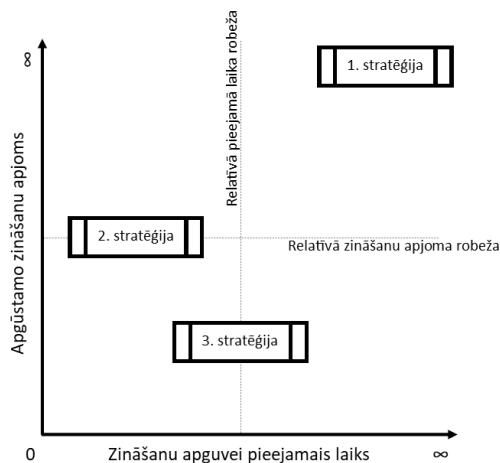 ∞
Apgūstamo zināšanu apjoms
Relatīvā pieejamā laika robeža
1. stratēģija
2. stratēģija
Relatīvā zināšanu apjoma robeža
3. stratēģija
0
Zināšanu apguvei pieejamais laiks
∞